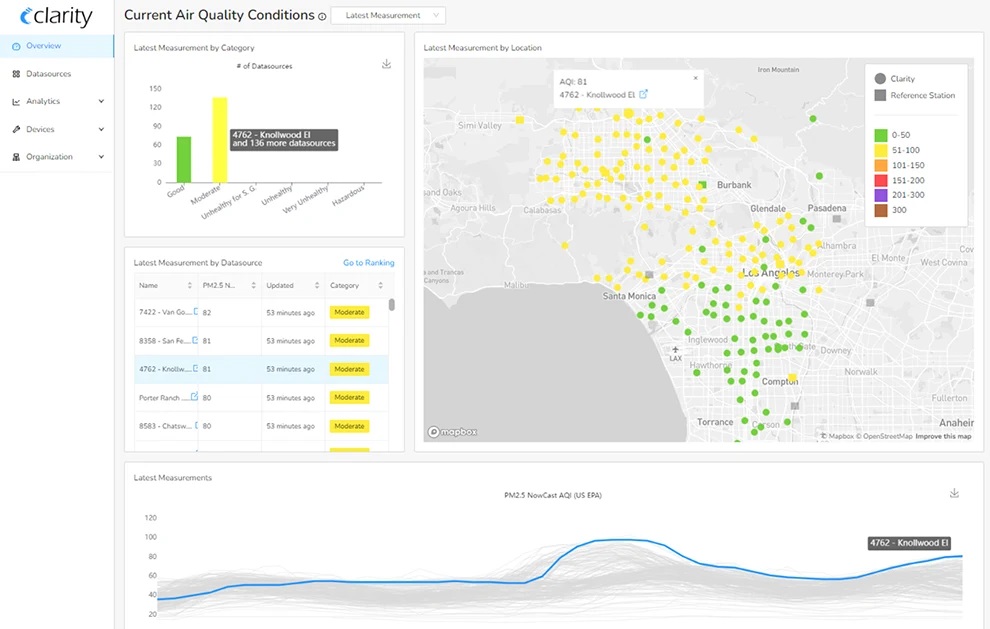 clarity
Overview
Datasources
Analytics
Devices
Organization
Current Air Quality Conditions
Latest Measurement
Latest Measurement by Category
# of Datasources
150
120
90
60
30
0
4762 - Knollwood El
and 136 more datasources
Good
Moderate
Unhealthy for S. G.
Unhealthy
Very Unhealthy
Hazardous
Latest Measurement by Datasource
Go to Ranking
Name
PM2.5 N...
Updated
Category
7422 - Van Go... 82 53 minutes ago Moderate
8358 - San Fe... 81 53 minutes ago Moderate
4762 - Knollw... 81 53 minutes ago Moderate
Porter Ranch ... 80 53 minutes ago Moderate
8583 - Chatsw... 80 53 minutes ago Moderate
Latest Measurement by Location
AQI: 81
×
4762 - Knollwood El
Iron Mountain
Clarity
Reference Station
0-50
51-100
101-150
151-200
201-300
300
Simi Valley
Burbank
sand Oaks
Agoura Hills
Calabasas
Glendale
Pasadena
Alhambra
El Monte
Cov
West Covina
a and Trancas
Canyons
Malibu
Los Angeles
Monterey Park
Santa Monica
Inglewood
LAX
Hawthorne
South Gate
Downey
Compton
Norwalk
Fullerton
Torrance
Carson
Anaheir
mapbox
© Mapbox © OpenStreetMap Improve this map
Latest Measurements
PM2.5 NowCast AQI (US EPA)
120
100
80
60
40
20
4762 - Knollwood El